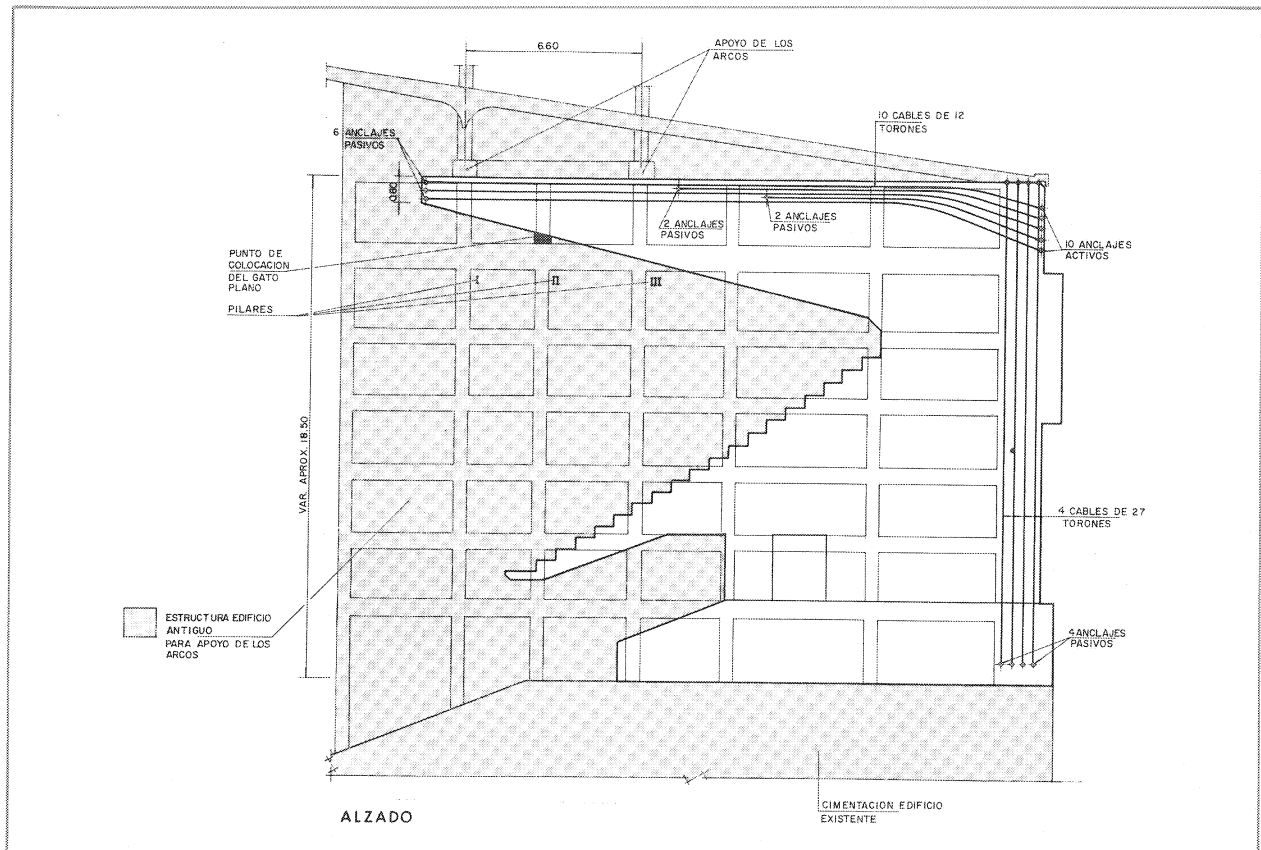 6.60
APOYO DE LOS
ARCOS
10 CABLES DE 12
TORONES
6 ANCLAJES
PASIVOS
0.80
2 ANCLAJES
PASIVOS
2 ANCLAJES
PASIVOS
10 ANCLAJES
ACTIVOS
PUNTO DE
COLOCACION
DEL GATO
PLANO
PILARES
I
II
III
VAR. APROX. 18.50
4 CABLES DE 27
TORONES
ESTRUCTURA EDIFICIO
ANTIGUO
PARA APOYO DE LOS
ARCOS
4 ANCLAJES
PASIVOS
CIMENTACION EDIFICIO
EXISTENTE
ALZADO